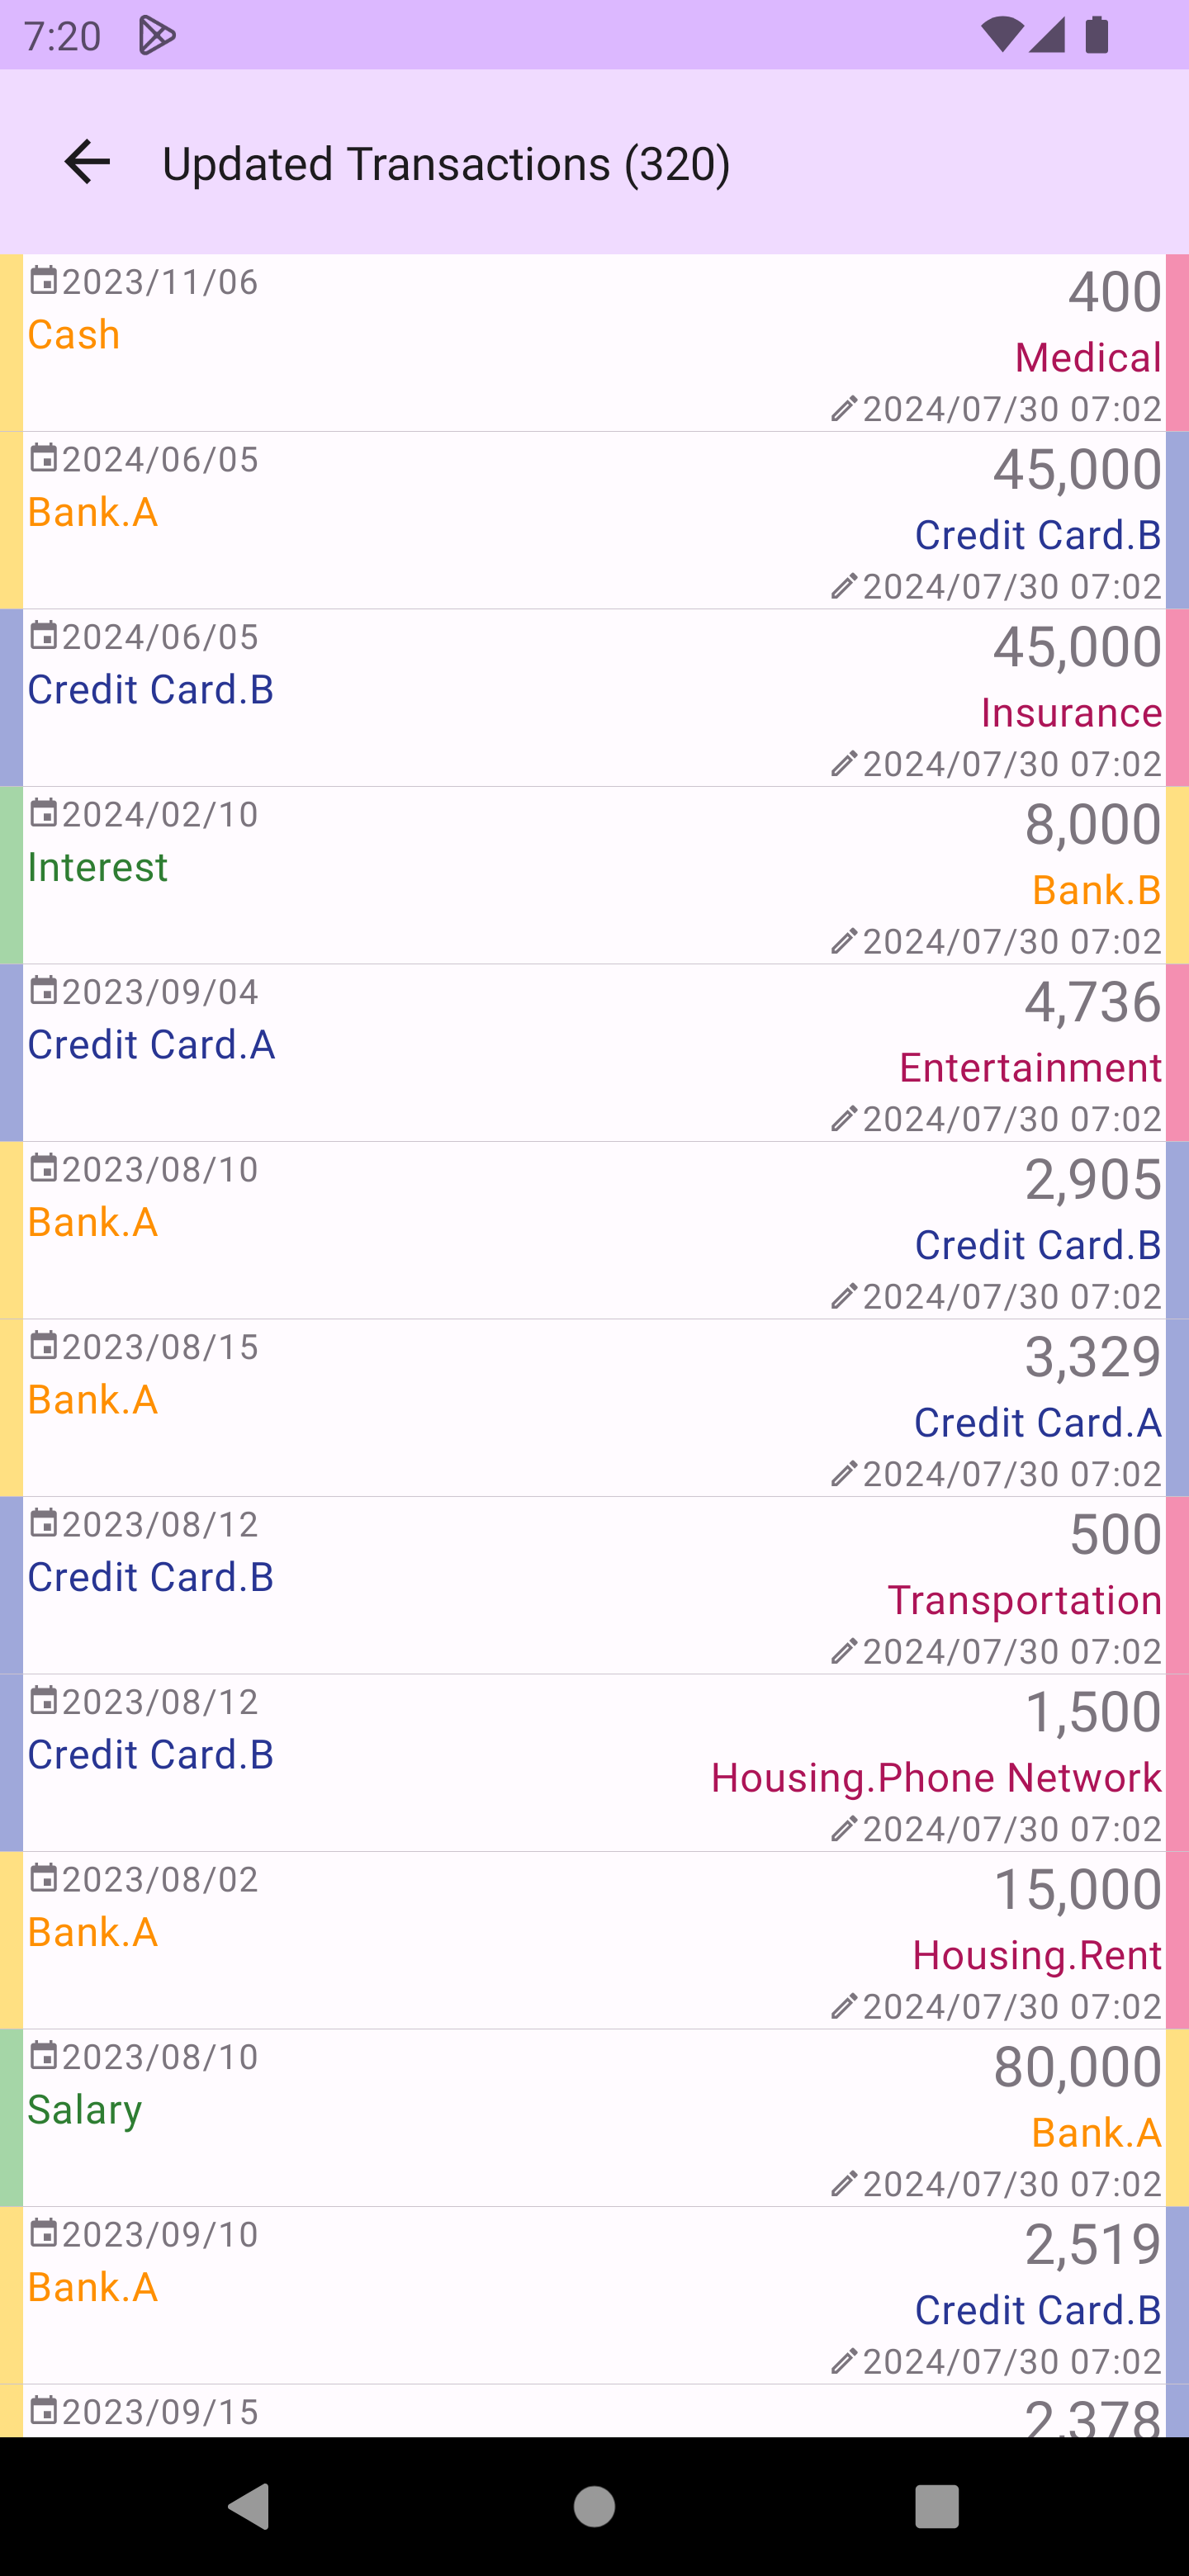 7:20
Updated Transactions (320)
2023/11/06
400
Cash
Medical
2024/07/30 07:02
2024/06/05
45,000
Bank.A
Credit Card.B
2024/07/30 07:02
2024/06/05
45,000
Credit Card.B
Insurance
2024/07/30 07:02
2024/02/10
8,000
Interest
Bank.B
2024/07/30 07:02
2023/09/04
4,736
Credit Card.A
Entertainment
2024/07/30 07:02
2023/08/10
2,905
Bank.A
Credit Card.B
2024/07/30 07:02
2023/08/15
3,329
Bank.A
Credit Card.A
2024/07/30 07:02
2023/08/12
500
Credit Card.B
Transportation
2024/07/30 07:02
2023/08/12
1,500
Credit Card.B
Housing.Phone Network
2024/07/30 07:02
2023/08/02
15,000
Bank.A
Housing.Rent
2024/07/30 07:02
2023/08/10
80,000
Salary
Bank.A
2024/07/30 07:02
2023/09/10
2,519
Bank.A
Credit Card.B
2024/07/30 07:02
2023/09/15
2,378